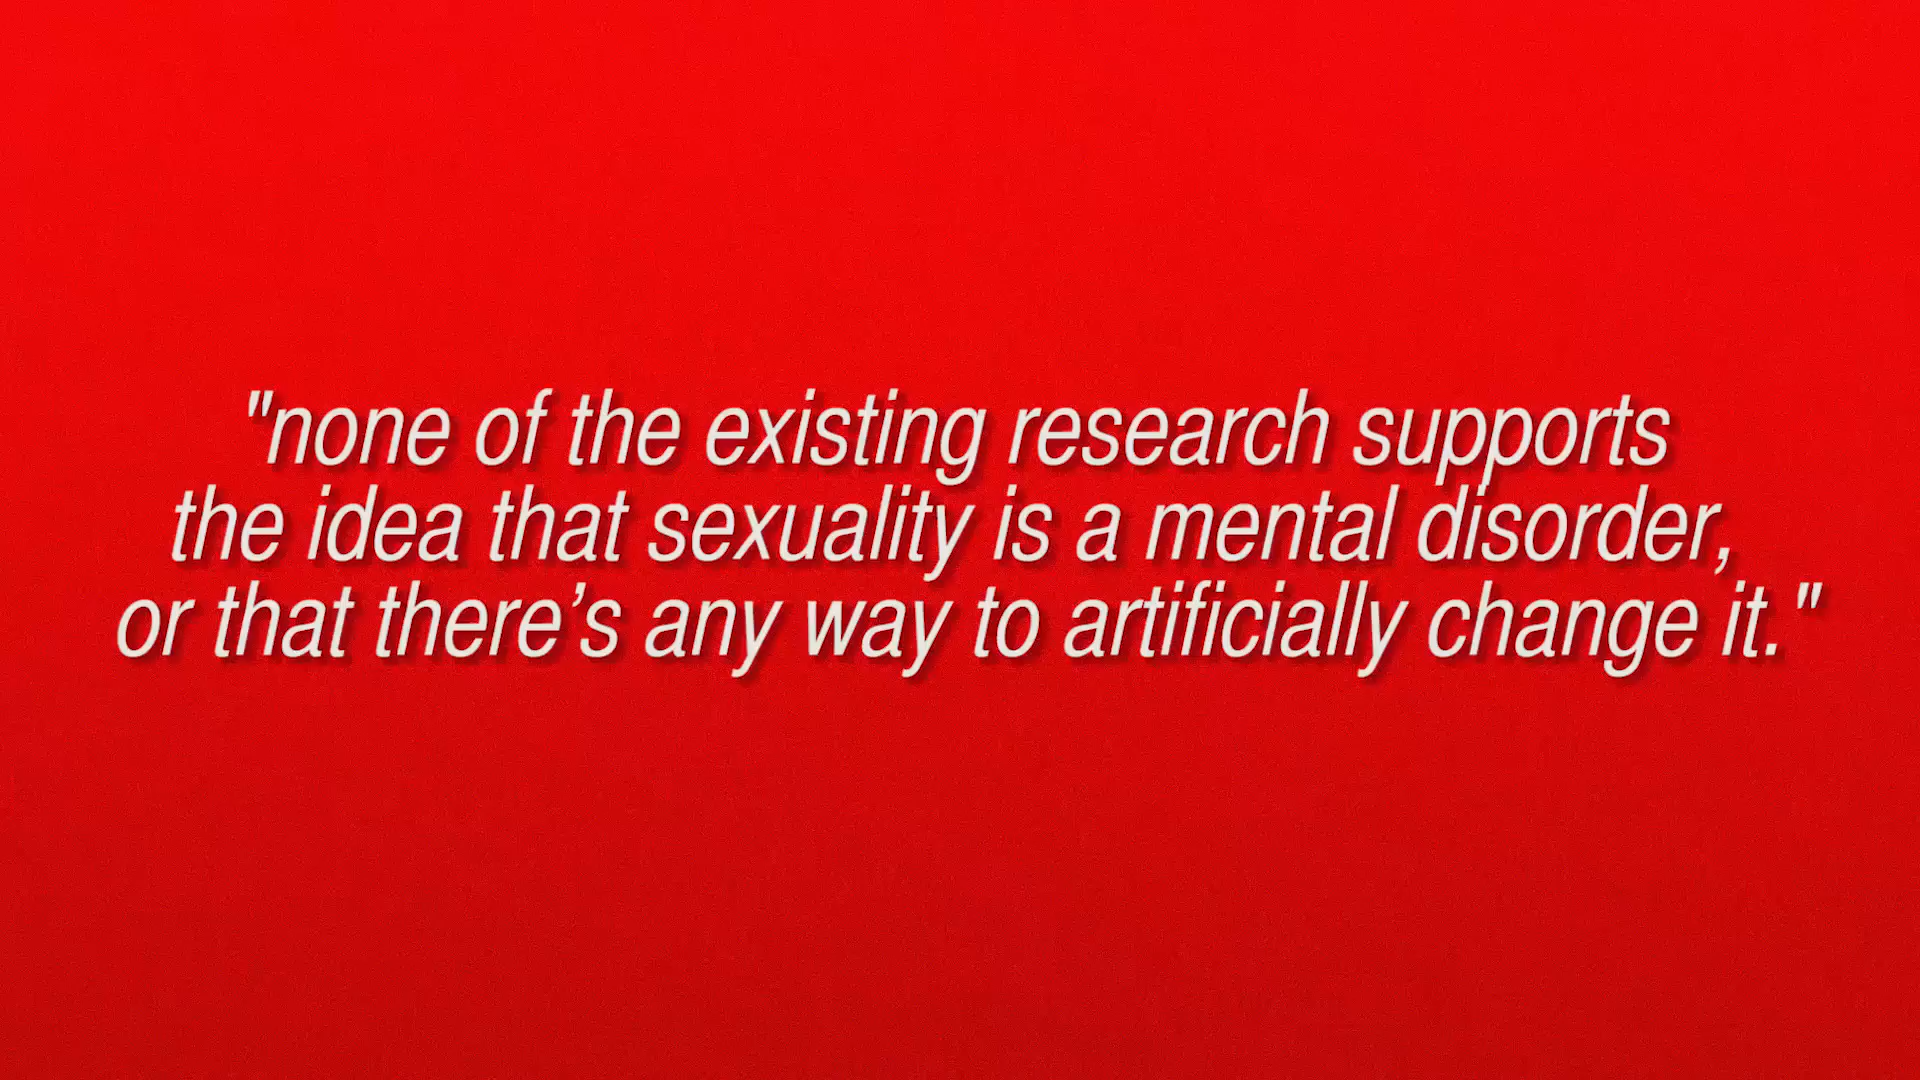 "none of the existing research supports
the idea that sexuality is a mental disorder,
or that there’s any way to artificially change it."